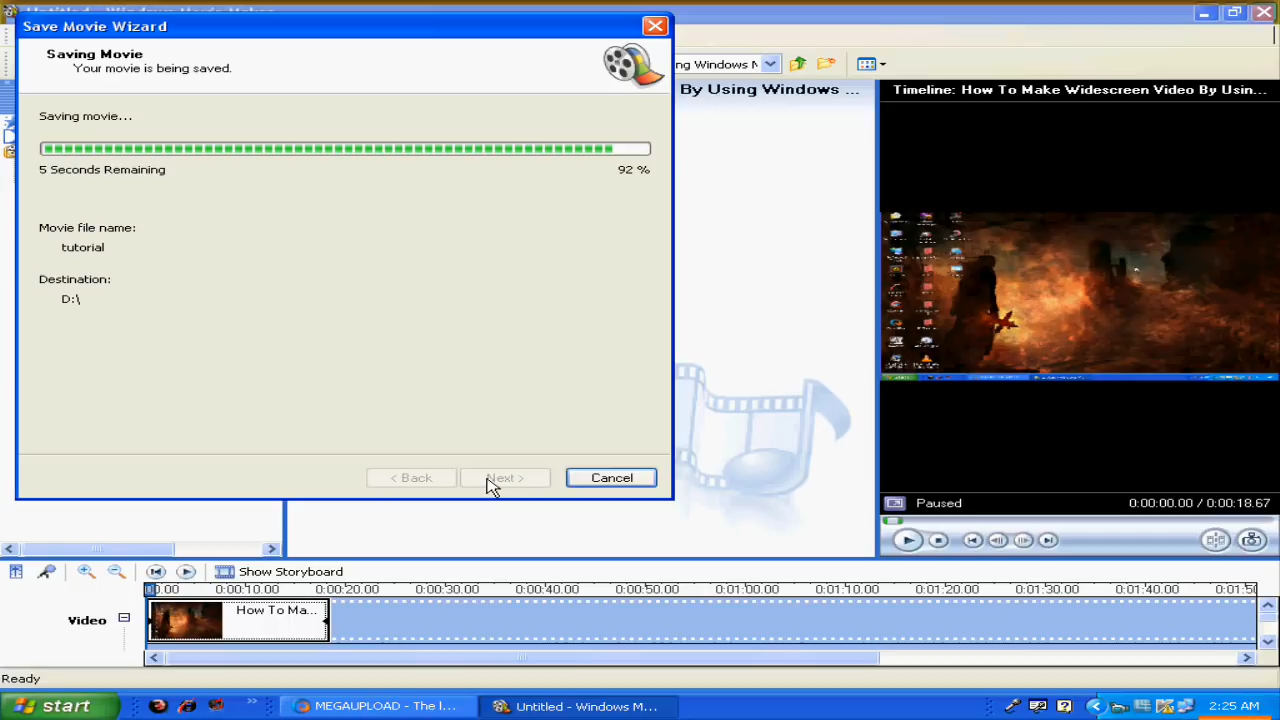 Save Movie Wizard
Saving Movie
Your movie is being saved.
Saving movie...
5 Seconds Remaining
92 %
Movie file name:
tutorial
Destination:
D:\
< Back
Next >
Cancel
ng Windows
By Using Windows ...
Timeline: How To Make Widescreen Video By Usin...
Paused
0:00:00.00 / 0:00:18.67
Show Storyboard
0:00:10.00
0:00:20.00
0:00:30.00
0:00:40.00
0:00:50.00
0:01:00.00
0:01:10.00
0:01:20.00
0:01:30.00
0:01:40.00
0:01:50
Video
How To Ma...
Ready
start
MEGAUPLOAD - The l...
Untitled - Windows M...
2:25 AM